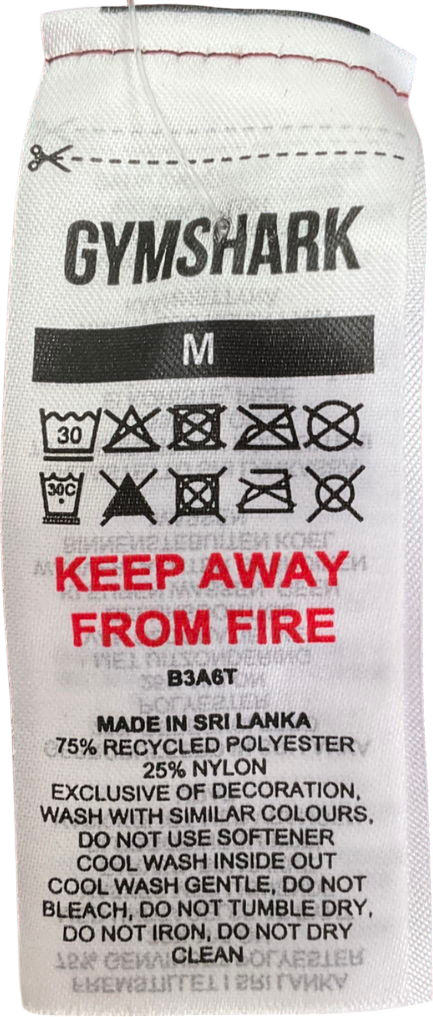 GYMSHARK
M
30
30C
KEEP AWAY
FROM FIRE
B3A6T
MADE IN SRI LANKA
75% RECYCLED POLYESTER
25% NYLON
EXCLUSIVE OF DECORATION,
WASH WITH SIMILAR COLOURS,
DO NOT USE SOFTENER
COOL WASH INSIDE OUT
COOL WASH GENTLE, DO NOT
BLEACH, DO NOT TUMBLE DRY,
DO NOT IRON, DO NOT DRY
CLEAN